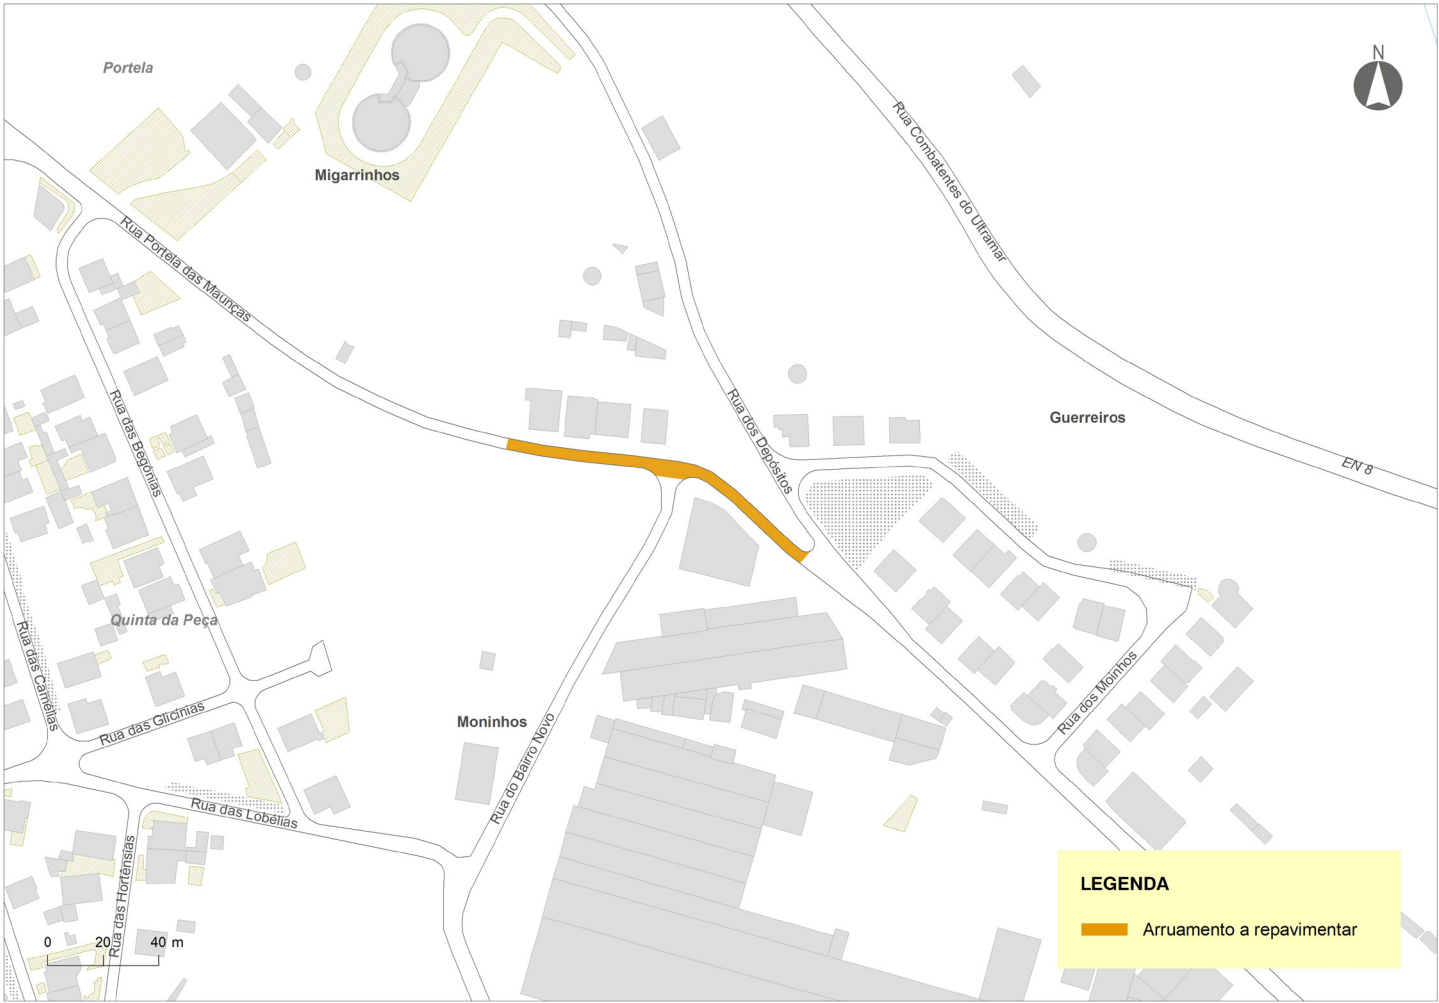 N
Portela
Rua Combatentes do Ultramar
Migarrinhos
Rua Portela das Maunças
Rua das Begónias
Rua dos Depósitos
Guerreiros
EN 8
Quinta da Peça
Rua das Camélias
Rua das Glicínias
Moninhos
Rua do Bairro Novo
Rua dos Moinhos
Rua das Lobélias
Rua das Horténsias
0 20 40 m
LEGENDA
Arruamento a repavimentar